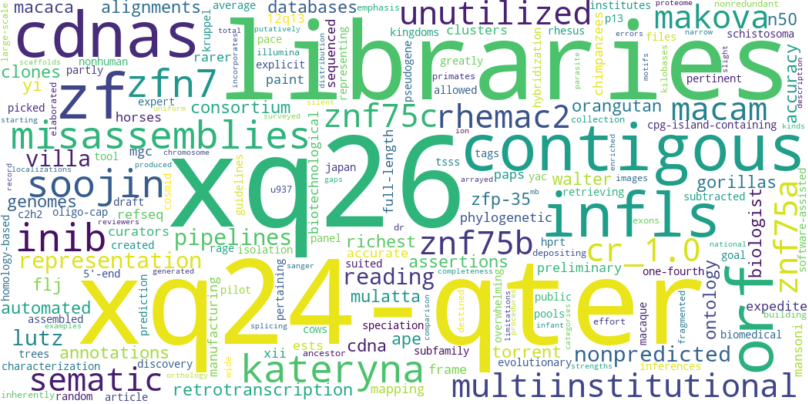 macaca alignments databases 12q13 average emphasis proteome nonredundant
large-scale kruppel total putatively unutilized institutes p13
cdnas libraries makova n50
scaffolds nonhuman incorporates kingdoms rhesus narrow
clones partly rarer illumina pace clusters files schistosoma
zf zfn7 explicit greatly primates errors kilobases
yi picked expert paint distribution sequenced representing pseudogene allowed parasite hybridization chimpanzees motifs pertinent slight description accuracy
starting elaborated horses consortium znf75c rhemac2 orangutan macam cpg-island-containing
misassemblies silent uniform surveyed ion collection kinds
villa tool mgc chromosome xq26 contigous
localizations produced japan tags enriched
record soojin cosmid guidelines biotechnological gaps full-length tsss arrayed yac walter gorillas
genomes draft u937 paps images retrieving subtracted
c2h2 oligo-cap refseq zfp-35 infls
homology-based reviewers curators panel dr phylogenetic mb hprt exons biologist znf75a software-assisted
inib created pipelines rage isolation richest znf75b cr_1.0 depositing national
representation accurate suited assertions preliminary goal
flj 5'-end generated sanger reading completeness one-fourth expedite
automated prediction xq24-qter orf building
assembled examples splicing manufacturing pilot pertaining mulatta comparison overwhelming destined limitations public effort macaque fragmented ontology
lutz cows speciation torrent infant pools categories biomedical
trees annotations wide xii ests ape evolutionary strengths nonpredicted
characterization discovery ancestor cdna subfamily inferences
sematic orthology kateryna frame multiinstitutional mansoni
inherently random article retrotranscription mapping